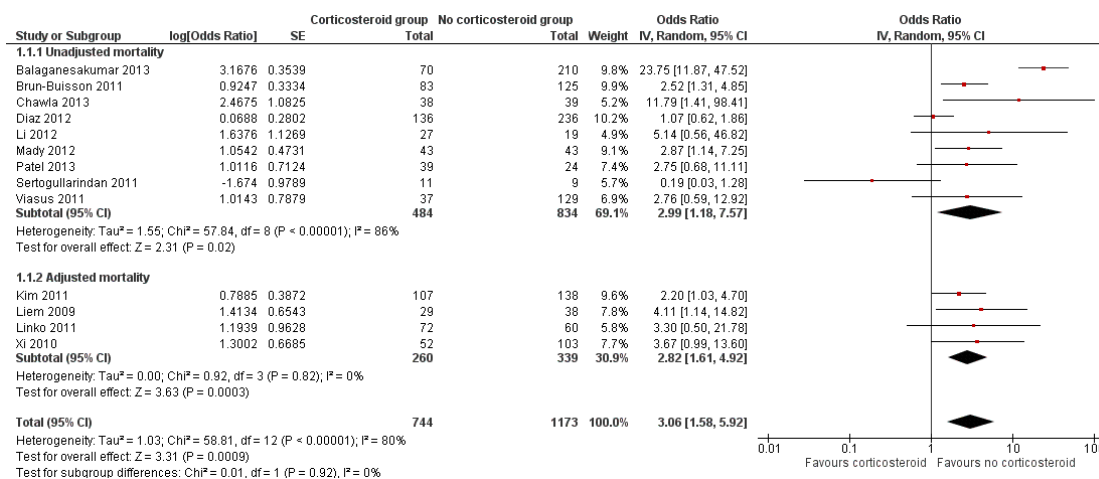 Corticosteroid group No corticosteroid group Odds Ratio Odds Ratio
Study or Subgroup log[Odds Ratio] SE Total Total Weight IV, Random, 95% CI IV, Random, 95% CI
1.1.1 Unadjusted mortality
Balaganesakumar 2013 3.1676 0.3539 70 210 9.8% 23.75 [11.87, 47.52]
Brun-Buisson 2011 0.9247 0.3334 83 125 9.9% 2.52 [1.31, 4.85]
Chawla 2013 2.4675 1.0825 38 39 5.2% 11.79 [1.41, 98.41]
Diaz 2012 0.0688 0.2802 136 236 10.2% 1.07 [0.62, 1.86]
Li 2012 1.6376 1.1269 27 19 5.0% 5.14 [0.56, 46.82]
Mady 2012 1.0542 0.4731 43 43 9.1% 2.87 [1.14, 7.25]
Patel 2013 1.0116 0.7124 39 24 7.4% 2.75 [0.68, 11.11]
Sertogullarindan 2011 -1.674 0.9789 11 9 5.7% 0.19 [0.03, 1.28]
Viasus 2011 1.0143 0.7879 37 129 6.9% 2.76 [0.59, 12.92]
Subtotal (95% CI) 484 834 69.1% 2.99 [1.18, 7.57]
Heterogeneity: Tau² = 1.55; Chi² = 57.84, df = 8 (P < 0.00001); I² = 86%
Test for overall effect: Z = 2.31 (P = 0.02)
1.1.2 Adjusted mortality
Kim 2011 0.7885 0.3872 107 138 9.6% 2.20 [1.03, 4.70]
Liem 2009 1.4134 0.6543 29 38 7.8% 4.11 [1.14, 14.82]
Linko 2011 1.1939 0.9628 72 60 5.8% 3.30 [0.50, 21.78]
Xi 2010 1.3002 0.6685 52 103 7.7% 3.67 [0.99, 13.60]
Subtotal (95% CI) 260 339 30.9% 2.82 [1.61, 4.92]
Heterogeneity: Tau² = 0.00; Chi² = 0.92, df = 3 (P = 0.82); I² = 0%
Test for overall effect: Z = 3.63 (P = 0.0003)
Total (95% CI) 744 1173 100.0% 3.06 [1.58, 5.92]
Heterogeneity: Tau² = 1.03; Chi² = 58.81, df = 12 (P < 0.00001); I² = 80%
Test for overall effect: Z = 3.31 (P = 0.0009)
Test for subgroup differences: Chi² = 0.01, df = 1 (P = 0.92), I² = 0%
0.01 0.1 1 10
Favours corticosteroid Favours no corticosteroid